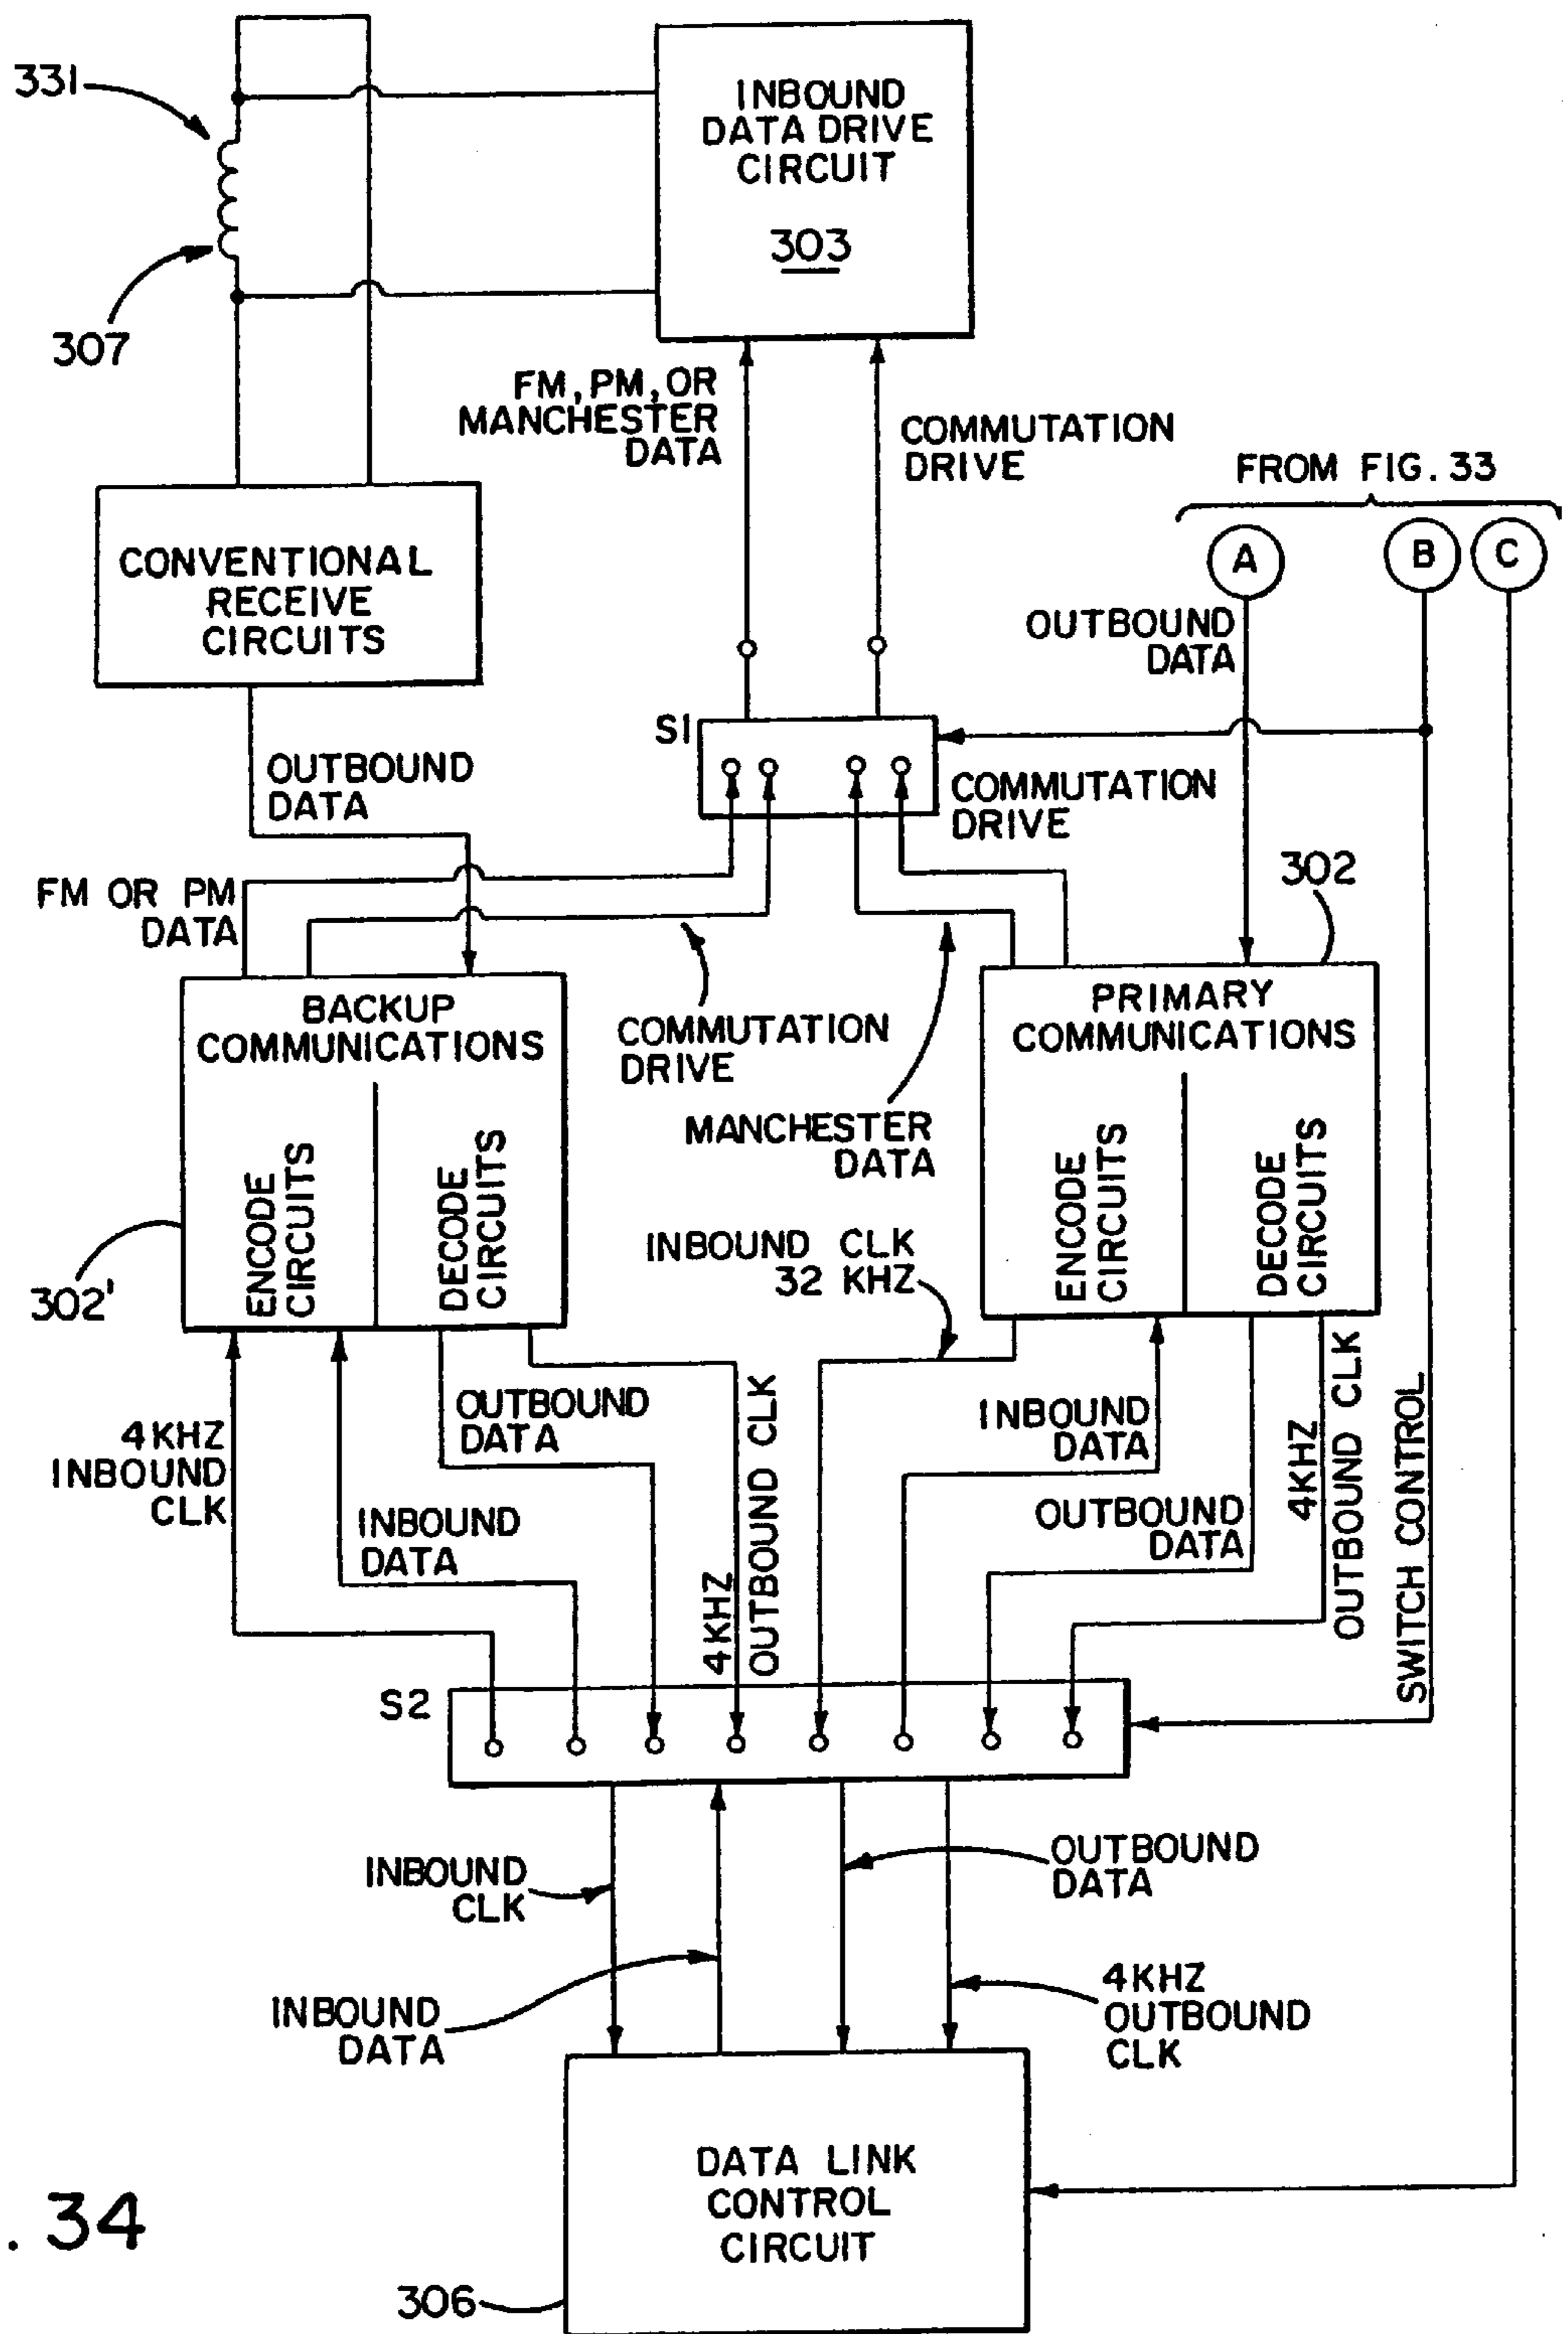 331
INBOUND
DATA DRIVE
CIRCUIT
303
307
FM, PM, OR
MANCHESTER
DATA
COMMUTATION
DRIVE
FROM FIG. 33
A
B
C
CONVENTIONAL
RECEIVE
CIRCUITS
OUTBOUND
DATA
S1
OUTBOUND
DATA
COMMUTATION
DRIVE
FM OR PM
DATA
302
BACKUP
COMMUNICATIONS
ENCODE
CIRCUITS
DECODE
CIRCUITS
302'
COMMUTATION
DRIVE
MANCHESTER
DATA
PRIMARY
COMMUNICATIONS
ENCODE
CIRCUITS
DECODE
CIRCUITS
INBOUND CLK
32 KHZ
4KHZ
INBOUND
CLK
INBOUND
DATA
OUTBOUND
DATA
4KHZ
OUTBOUND CLK
INBOUND
DATA
OUTBOUND
DATA
4KHZ
OUTBOUND CLK
SWITCH CONTROL
S2
INBOUND
CLK
INBOUND
DATA
OUTBOUND
DATA
4KHZ
OUTBOUND
CLK
DATA LINK
CONTROL
CIRCUIT
306
. 34